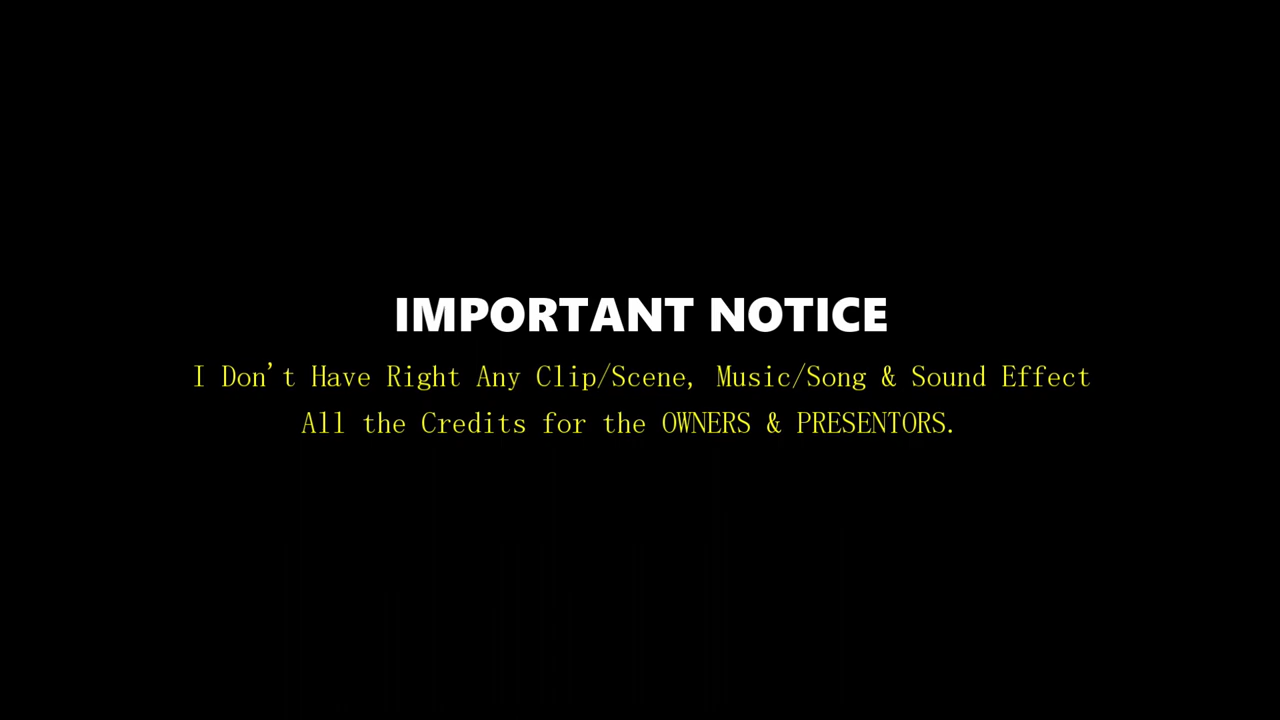 IMPORTANT NOTICE
I Don't Have Right Any Clip/Scene, Music/Song & Sound Effect
All the Credits for the OWNERS & PRESENTORS.